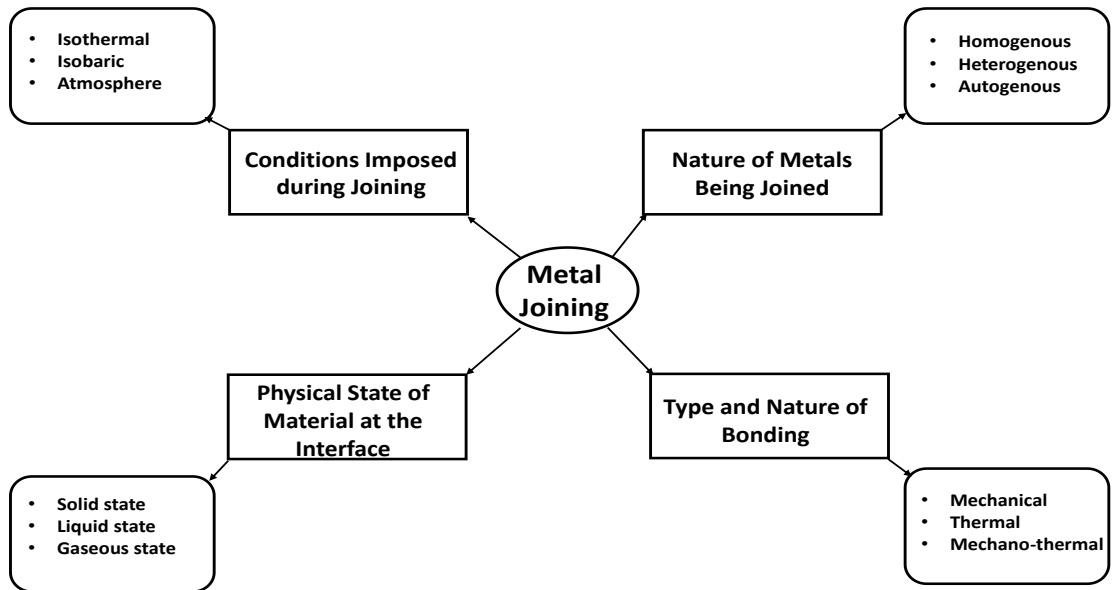 • Isothermal
• Isobaric
• Atmosphere
• Homogenous
• Heterogenous
• Autogenous
Conditions Imposed
during Joining
Nature of Metals
Being Joined
Metal
Joining
Physical State of
Material at the
Interface
Type and Nature of
Bonding
• Solid state
• Liquid state
• Gaseous state
• Mechanical
• Thermal
• Mechano-thermal